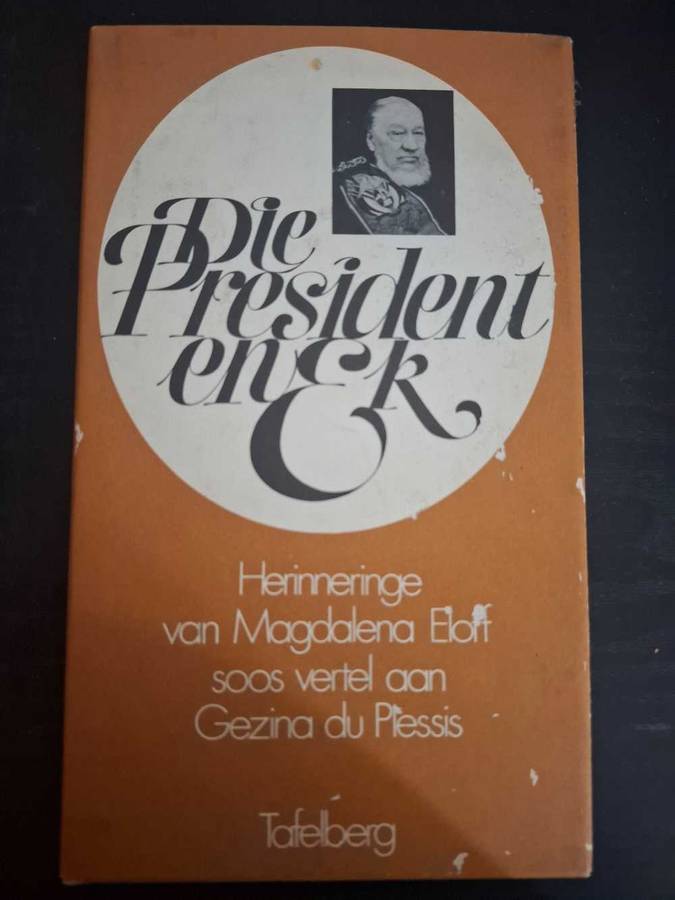 Die
President
en Ek
Herinneringe
van Magdalena Eloff
soos vertel aan
Gezina du Plessis
Tafelberg